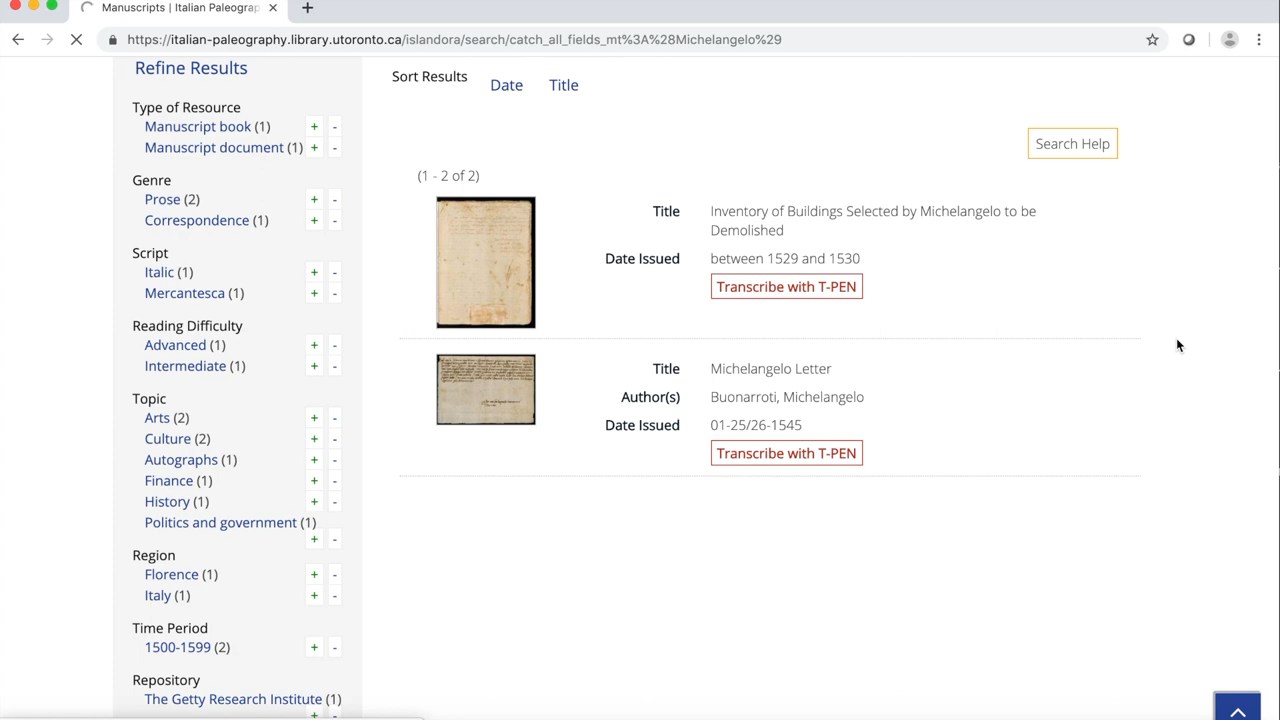 Manuscripts | Italian Paleograp
https://italian-paleography.library.utoronto.ca/islandora/search/catch_all_fields_mt%3A%28Michelangelo%29
Refine Results
Type of Resource
Manuscript book (1) + -
Manuscript document (1) + -
Genre
Prose (2) + -
Correspondence (1) + -
Script
Italic (1) + -
Mercantesca (1) + -
Reading Difficulty
Advanced (1) + -
Intermediate (1) + -
Topic
Arts (2) + -
Culture (2) + -
Autographs (1) + -
Finance (1) + -
History (1) + -
Politics and government (1)
+ -
Region
Florence (1) + -
Italy (1) + -
Time Period
1500-1599 (2) + -
Repository
The Getty Research Institute (1)
+ -
Sort Results Date Title
Search Help
(1 - 2 of 2)
Title Inventory of Buildings Selected by Michelangelo to be
Demolished
Date Issued between 1529 and 1530
Transcribe with T-PEN
Title Michelangelo Letter
Author(s) Buonarroti, Michelangelo
Date Issued 01-25/26-1545
Transcribe with T-PEN